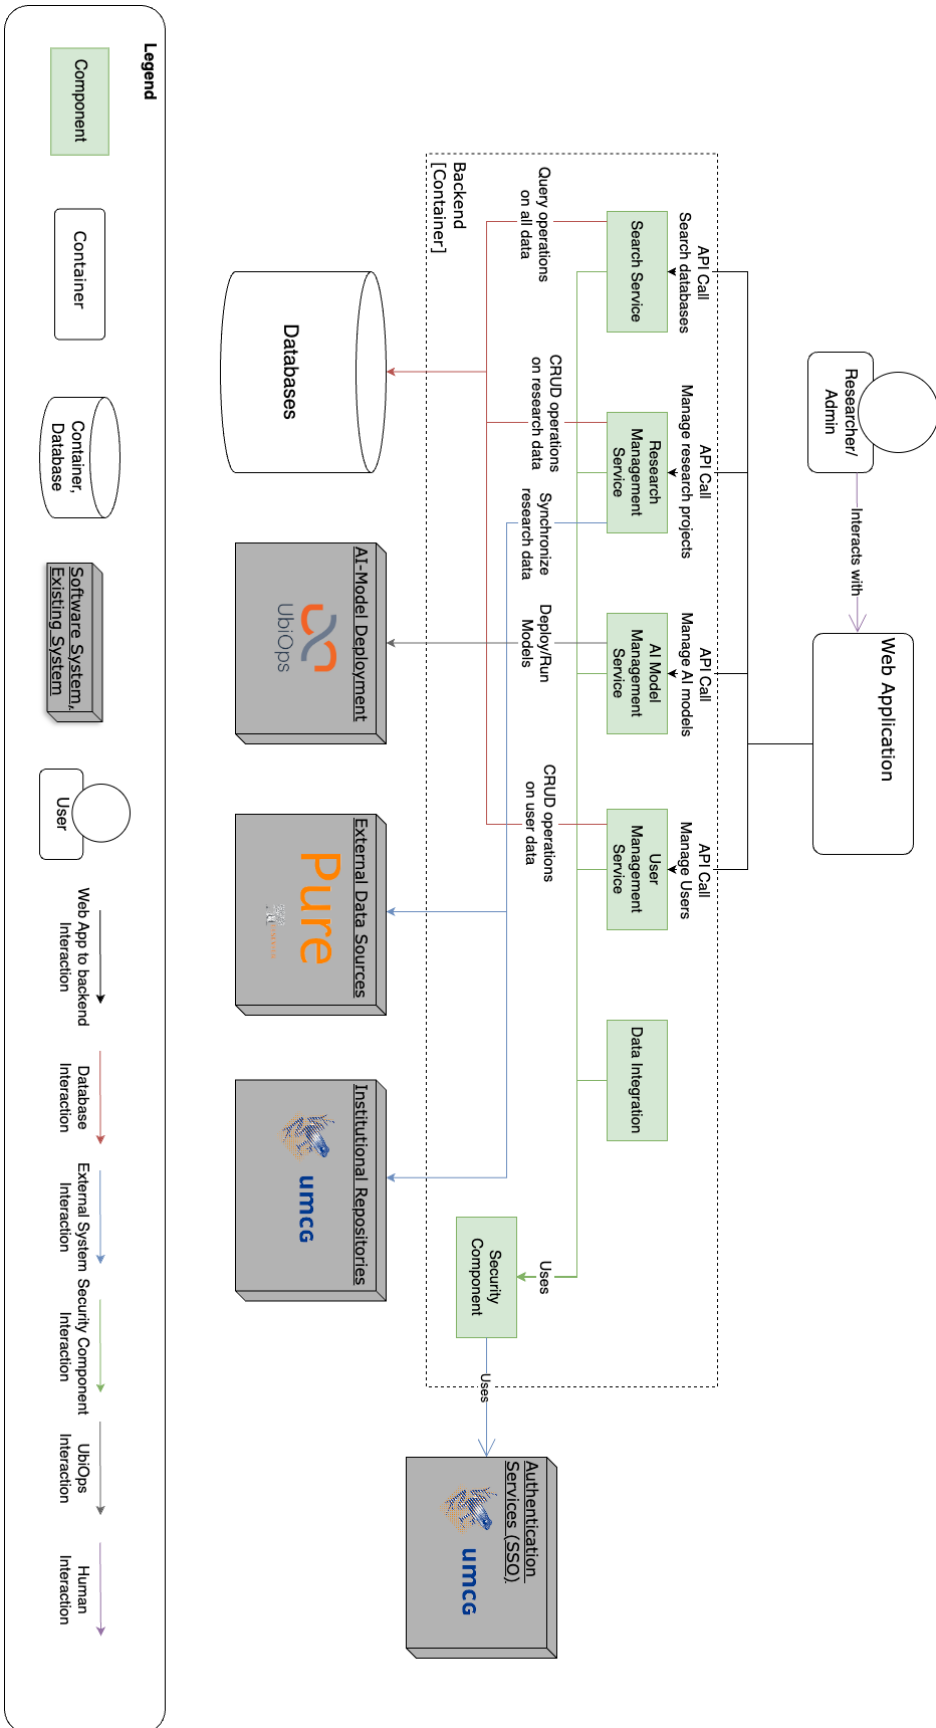 Researcher/
Admin
Interacts with
Web Application
API Call
Search databases
API Call
Manage research projects
API Call
Manage AI models
API Call
Manage Users
Search Service
Research
Management
Service
AI Model
Management
Service
User
Management
Service
Data Integration
Query operations
on all data
CRUD operations
on research data
Synchronize
research data
Deploy/Run
Models
CRUD operations
on user data
Uses
Security
Component
Uses
Backend
[Container]
Authentication
Services (SSO)
umcg
Databases
AI-Model Deployment
UbiOps
External Data Sources
Pure
Institutional Repositories
umcg
Legend
Component
Container
Container,
Database
Software System,
Existing System
User
Web App to backend
Interaction
Database
Interaction
External System
Interaction
Security Component
Interaction
UbiOps
Interaction
Human
Interaction